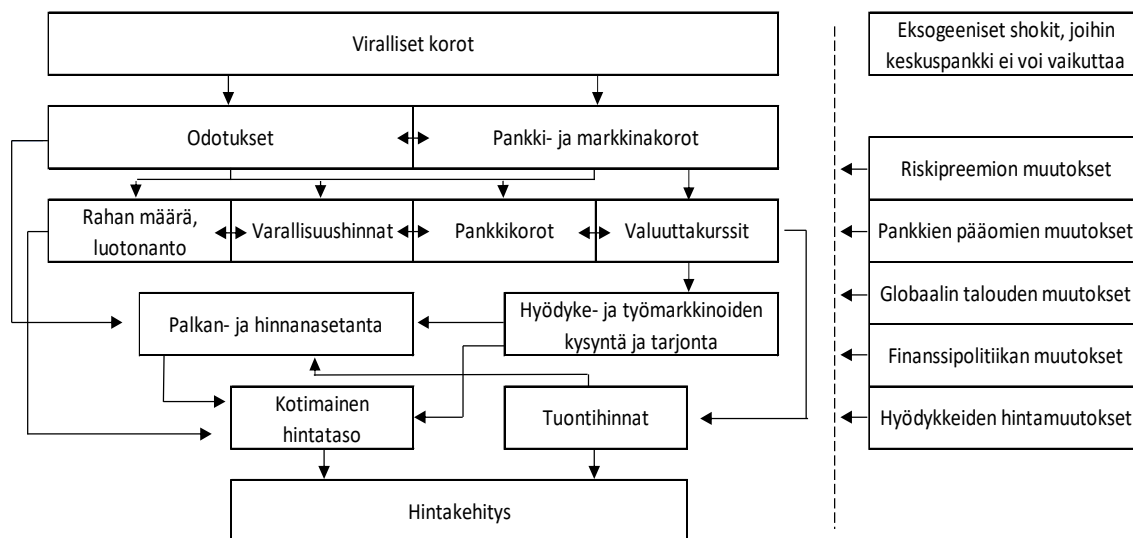 Viralliset korot
Eksogeeniset shokit, joihin
keskuspankki ei voi vaikuttaa
Odotukset
Pankki- ja markkinakorot
Riskipreemion muutokset
Rahan määrä,
luotonanto
Varallisuushinnat
Pankkikorot
Valuuttakurssit
Pankkien pääomien muutokset
Globaalin talouden muutokset
Palkan- ja hinnanasetanta
Hyödyke- ja työmarkkinoiden
kysyntä ja tarjonta
Finanssipolitiikan muutokset
Kotimainen
hintataso
Tuontihinnat
Hyödykkeiden hintamuutokset
Hintakehitys